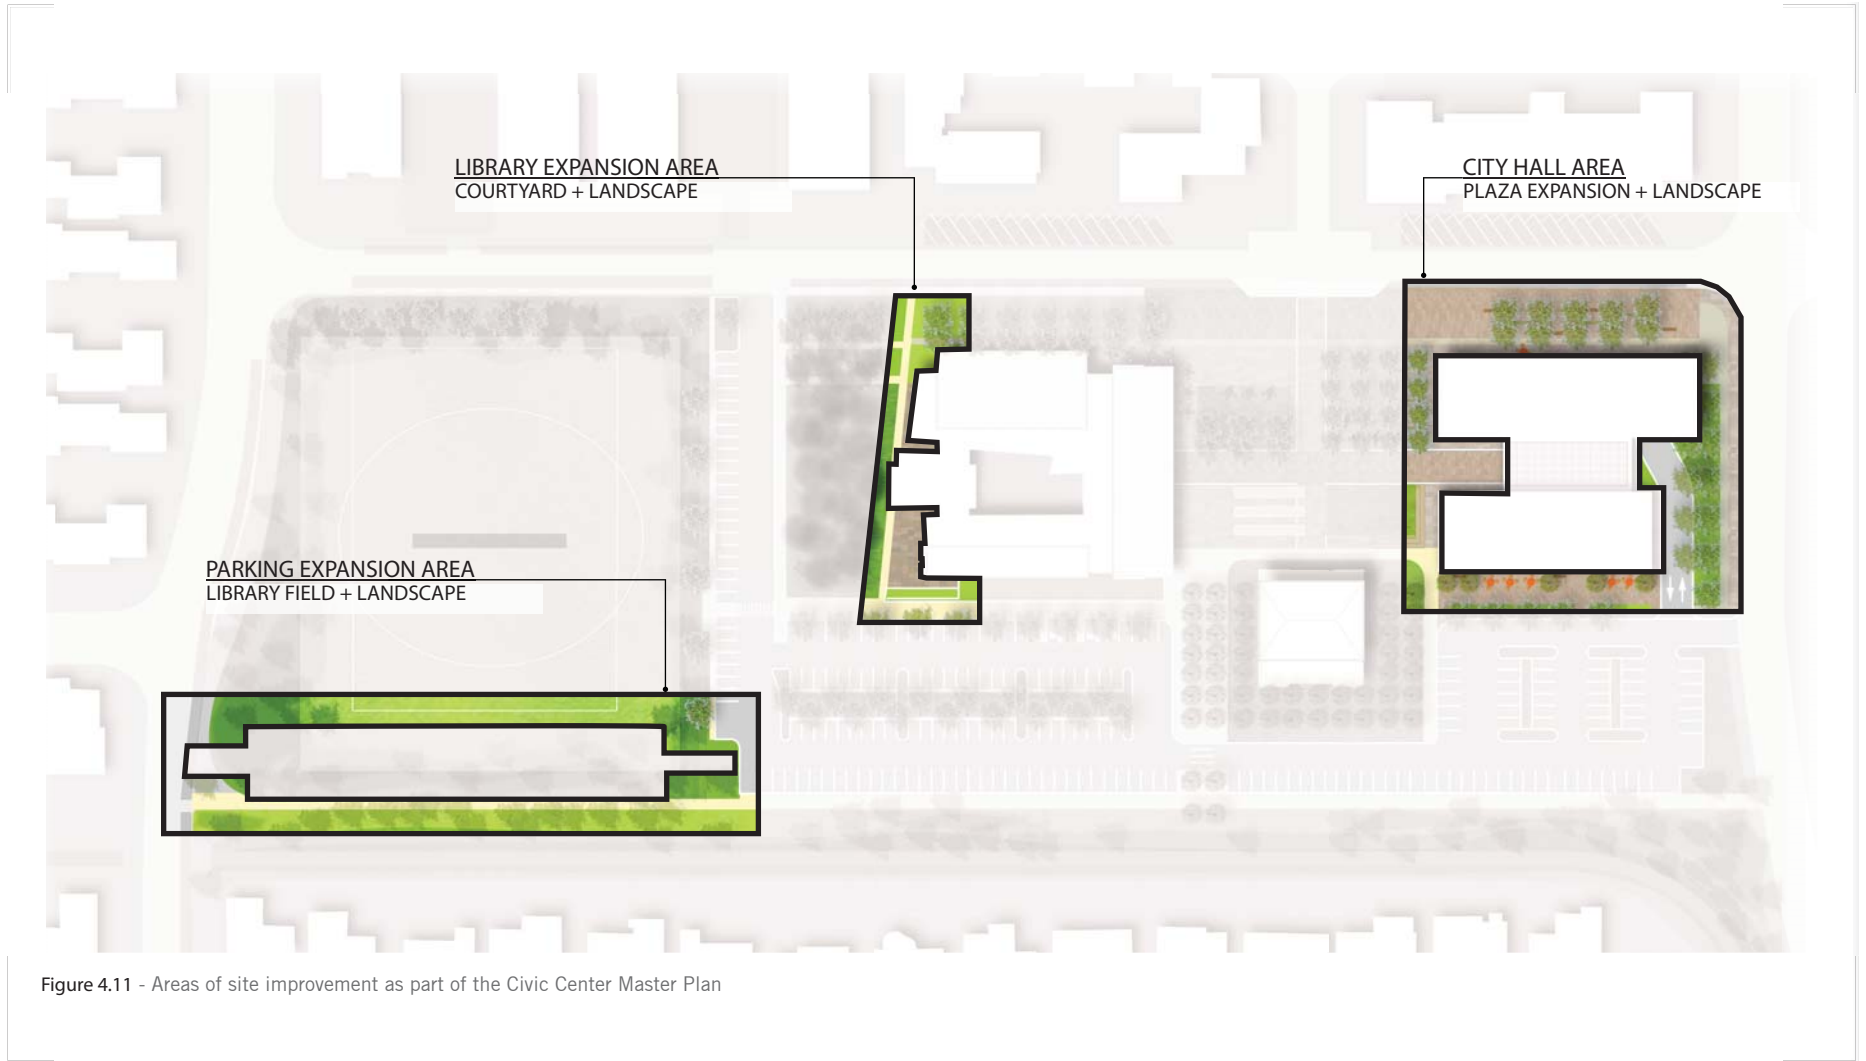 LIBRARY EXPANSION AREA
COURTYARD + LANDSCAPE
CITY HALL AREA
PLAZA EXPANSION + LANDSCAPE
PARKING EXPANSION AREA
LIBRARY FIELD + LANDSCAPE
Figure 4.11 - Areas of site improvement as part of the Civic Center Master Plan